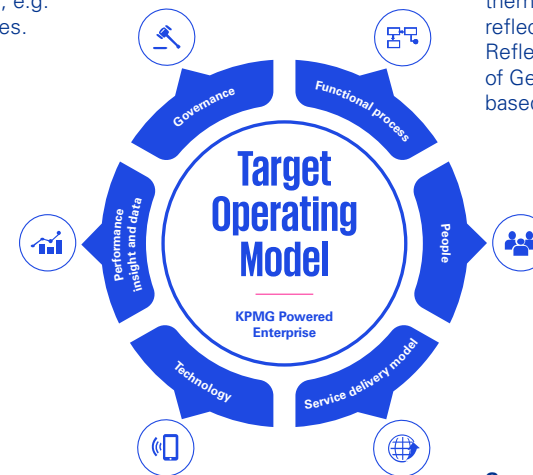 , e.g.
es.
them
reflec
Refle
of Ge
based
Governance
Functional process
People
Service delivery model
Technology
Performance
insight and data
Target
Operating
Model
KPMG Powered
Enterprise